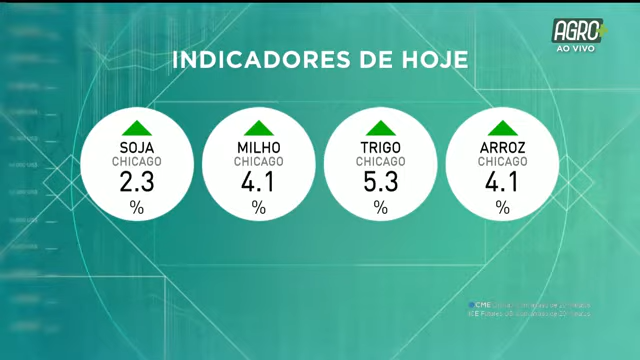 AGRO+
AO VIVO
INDICADORES DE HOJE
SOJA
CHICAGO
2.3
%
MILHO
CHICAGO
4.1
%
TRIGO
CHICAGO
5.3
%
ARROZ
CHICAGO
4.1
%
CME
ICE Futures